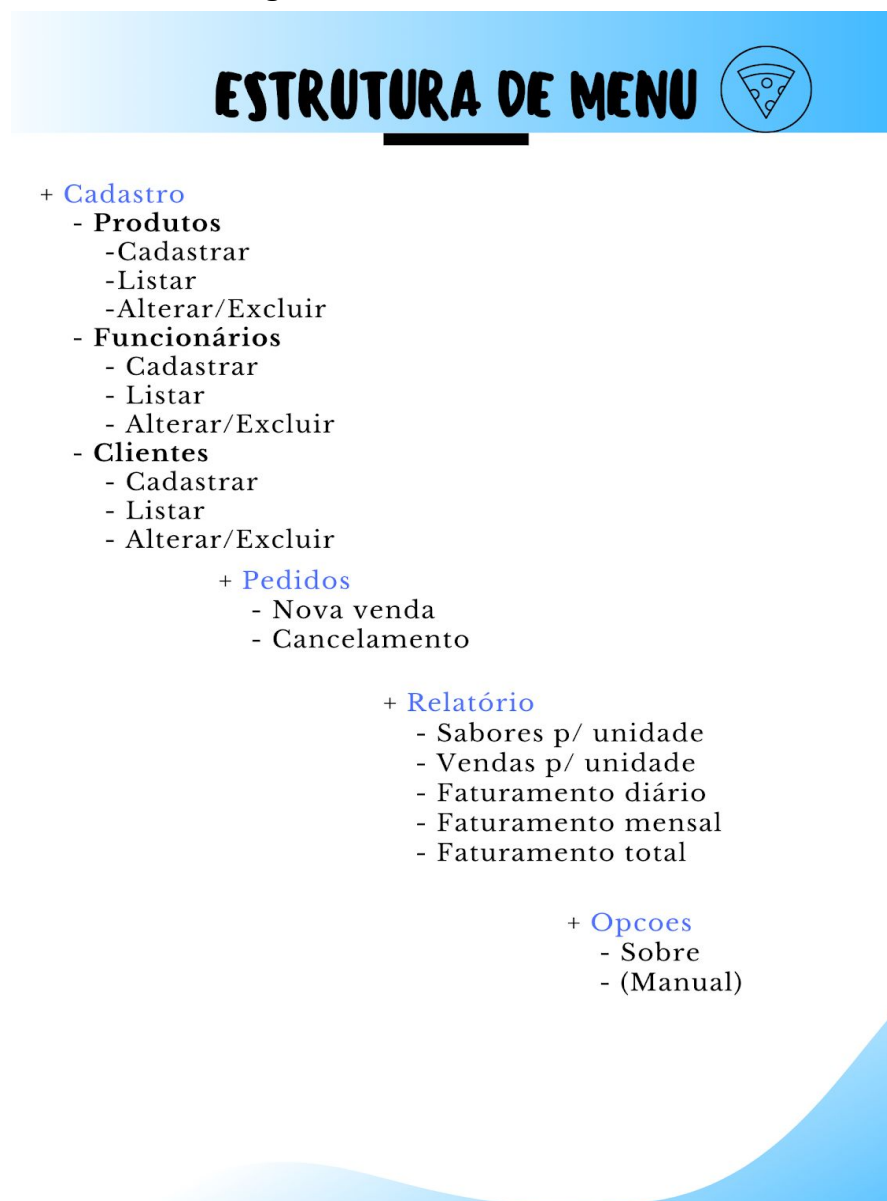 ESTRUTURA DE MENU
+ Cadastro
- Produtos
-Cadastrar
-Listar
-Alterar/Excluir
- Funcionários
- Cadastrar
- Listar
- Alterar/Excluir
- Clientes
- Cadastrar
- Listar
- Alterar/Excluir
+ Pedidos
- Nova venda
- Cancelamento
+ Relatório
- Sabores p/ unidade
- Vendas p/ unidade
- Faturamento diário
- Faturamento mensal
- Faturamento total
+ Opcoes
- Sobre
- (Manual)